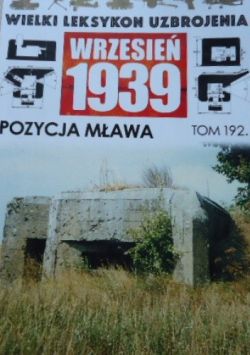 WIELKI LEKSYKON UZBROJENIA
WRZESIEŃ
1939
POZYCJA MŁAWA
TOM 192.